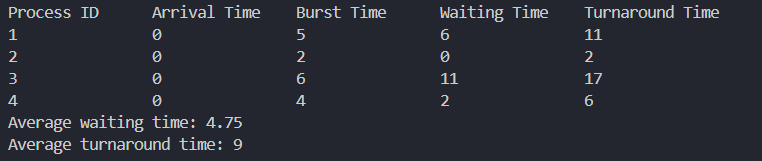 Process ID Arrival Time Burst Time Waiting Time Turnaround Time
1 0 5 6 11
2 0 2 0 2
3 0 6 11 17
4 0 4 2 6
Average waiting time: 4.75
Average turnaround time: 9